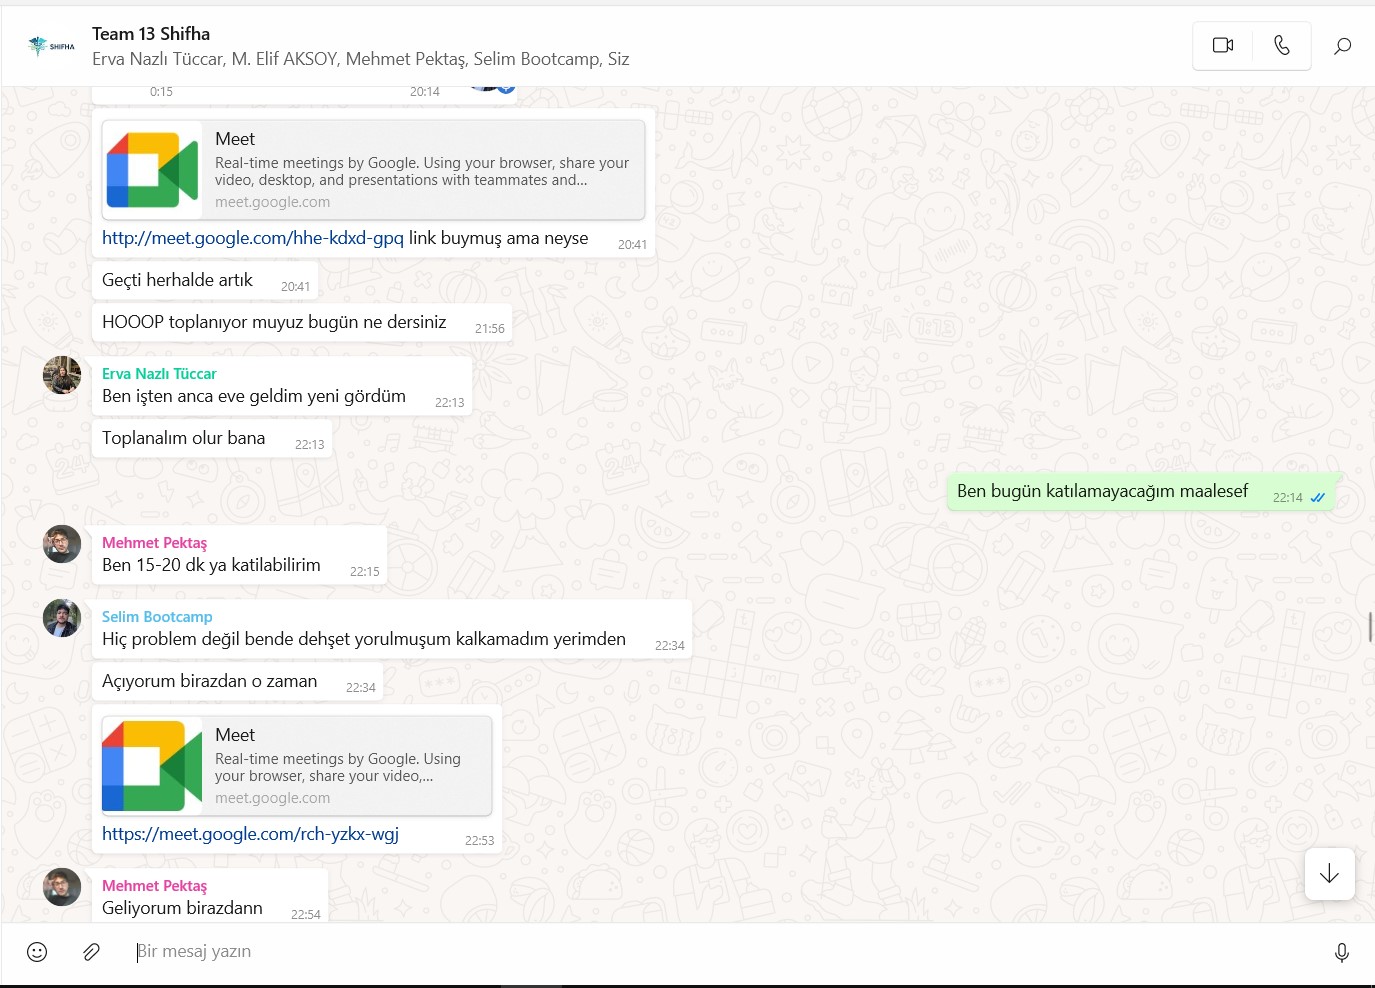 SHIFHA
Team 13 Shifha
Erva Nazlı Tüccar, M. Elif AKSOY, Mehmet Pektaş, Selim Bootcamp, Siz
0:15
20:14
Meet
Real-time meetings by Google. Using your browser, share your
video, desktop, and presentations with teammates and...
meet.google.com
http://meet.google.com/hhe-kdxd-gpq link buymuş ama neyse
20:41
Geçti herhalde artık
20:41
HOOOP toplanıyor muyuz bugün ne dersiniz
21:56
Erva Nazlı Tüccar
Ben işten anca eve geldim yeni gördüm
22:13
Toplanalım olur bana
22:13
Ben bugün katılamayacağım maalesef
22:14
Mehmet Pektaş
Ben 15-20 dk ya katilabilirim
22:15
Selim Bootcamp
Hiç problem değil bende dehşet yorulmuşum kalkamadım yerimden
22:34
Açıyorum birazdan o zaman
22:34
Meet
Real-time meetings by Google. Using
your browser, share your video,...
meet.google.com
https://meet.google.com/rch-yzkx-wgj
22:53
Mehmet Pektaş
Geliyorum birazdann
22:54
Bir mesaj yazın